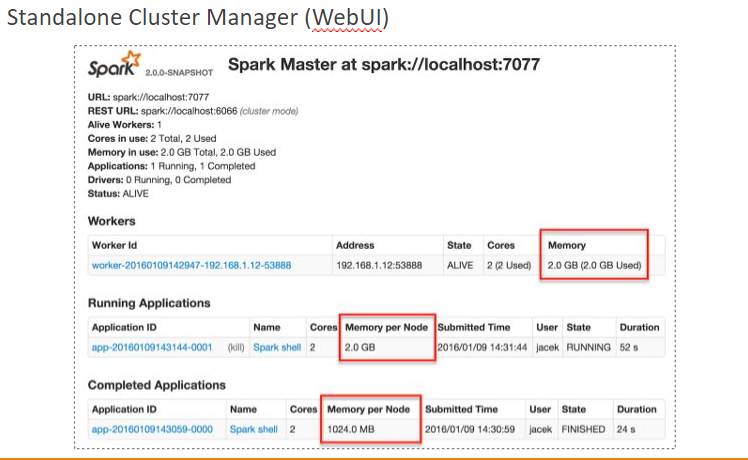 Standalone Cluster Manager (WebUI)
Spark 2.0.0-SNAPSHOT Spark Master at spark://localhost:7077
URL: spark://localhost:7077
REST URL: spark://localhost:6066 (cluster mode)
Alive Workers: 1
Cores in use: 2 Total, 2 Used
Memory in use: 2.0 GB Total, 2.0 GB Used
Applications: 1 Running, 1 Completed
Drivers: 0 Running, 0 Completed
Status: ALIVE
Workers
Worker Id Address State Cores Memory
worker-20160109142947-192.168.1.12-53888 192.168.1.12:53888 ALIVE 2 (2 Used) 2.0 GB (2.0 GB Used)
Running Applications
Application ID Name Cores Memory per Node Submitted Time User State Duration
app-20160109143144-0001 (kill) Spark shell 2 2.0 GB 2016/01/09 14:31:44 jacek RUNNING 52 s
Completed Applications
Application ID Name Cores Memory per Node Submitted Time User State Duration
app-20160109143059-0000 Spark shell 2 1024.0 MB 2016/01/09 14:30:59 jacek FINISHED 24 s